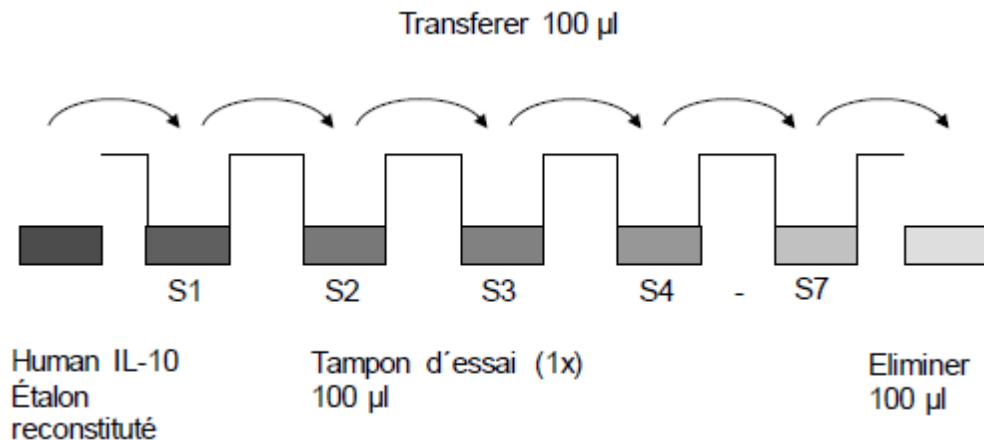 Transferer 100 µl
S1 S2 S3 S4 - S7
Human IL-10
Étalon
reconstitué
Tampon d´essai (1x)
100 µl
Eliminer
100 µl